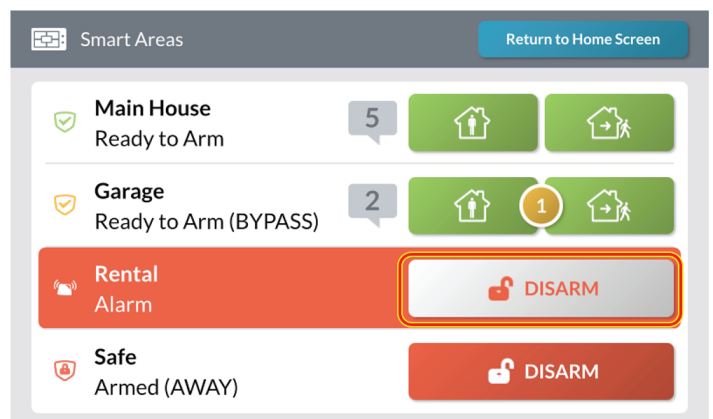 Smart Areas
Return to Home Screen
Main House
Ready to Arm
5
Garage
Ready to Arm (BYPASS)
2
1
Rental
Alarm
DISARM
Safe
Armed (AWAY)
DISARM